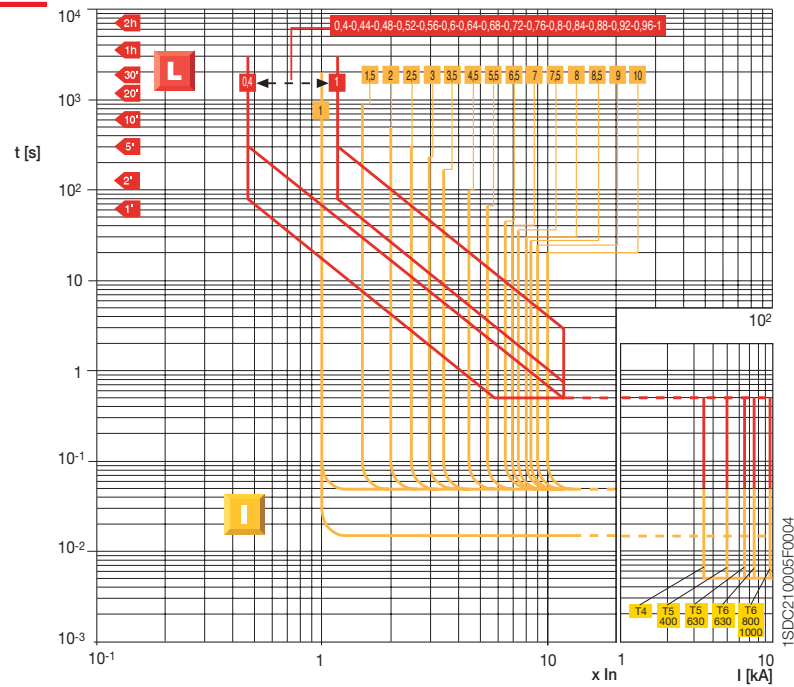 10⁴
2h
0,4-0,44-0,48-0,52-0,56-0,6-0,64-0,68-0,72-0,76-0,8-0,84-0,88-0,92-0,96-1
1h
L
30'
0,4
1
1,5
2
2,5
3
3,5
4,5
5,5
6,5
7
7,5
8
8,5
9
10
20'
10³
1
10'
t [s]
5'
10²
2'
1'
10
10²
1
10⁻¹
I
10⁻²
T4
T5 400
T5 630
T6 630
T6 800 1000
10⁻³
10⁻¹
1
10
x In
1
10
I [kA]
1SDC210005F0004